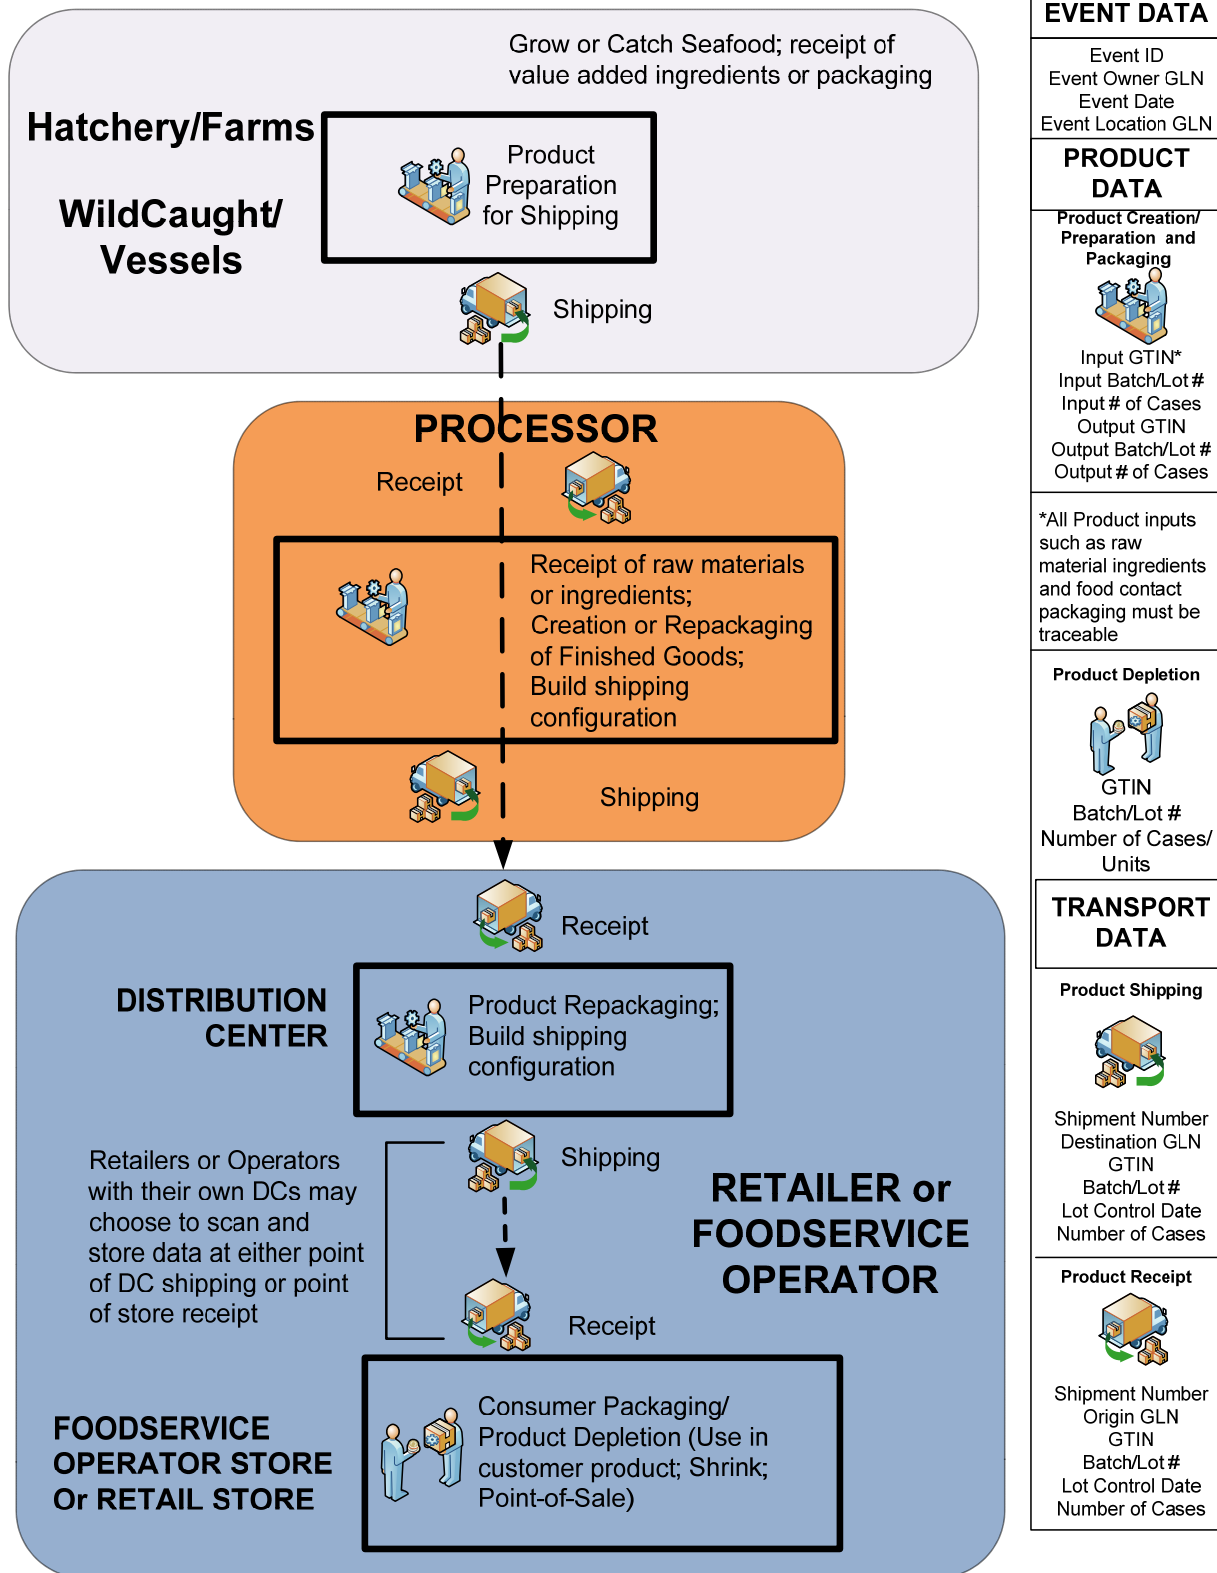 Grow or Catch Seafood; receipt of
value added ingredients or packaging
Hatchery/Farms
WildCaught/
Vessels
Product
Preparation
for Shipping
Shipping
PROCESSOR
Receipt
Receipt of raw materials
or ingredients;
Creation or Repackaging
of Finished Goods;
Build shipping
configuration
Shipping
Receipt
DISTRIBUTION
CENTER
Product Repackaging;
Build shipping
configuration
Shipping
Retailers or Operators
with their own DCs may
choose to scan and
store data at either point
of DC shipping or point
of store receipt
RETAILER or
FOODSERVICE
OPERATOR
Receipt
FOODSERVICE
OPERATOR STORE
Or RETAIL STORE
Consumer Packaging/
Product Depletion (Use in
customer product; Shrink;
Point-of-Sale)
EVENT DATA
Event ID
Event Owner GLN
Event Date
Event Location GLN
PRODUCT
DATA
Product Creation/
Preparation and
Packaging
Input GTIN*
Input Batch/Lot #
Input # of Cases
Output GTIN
Output Batch/Lot #
Output # of Cases
*All Product inputs
such as raw
material ingredients
and food contact
packaging must be
traceable
Product Depletion
GTIN
Batch/Lot #
Number of Cases/
Units
TRANSPORT
DATA
Product Shipping
Shipment Number
Destination GLN
GTIN
Batch/Lot #
Lot Control Date
Number of Cases
Product Receipt
Shipment Number
Origin GLN
GTIN
Batch/Lot #
Lot Control Date
Number of Cases